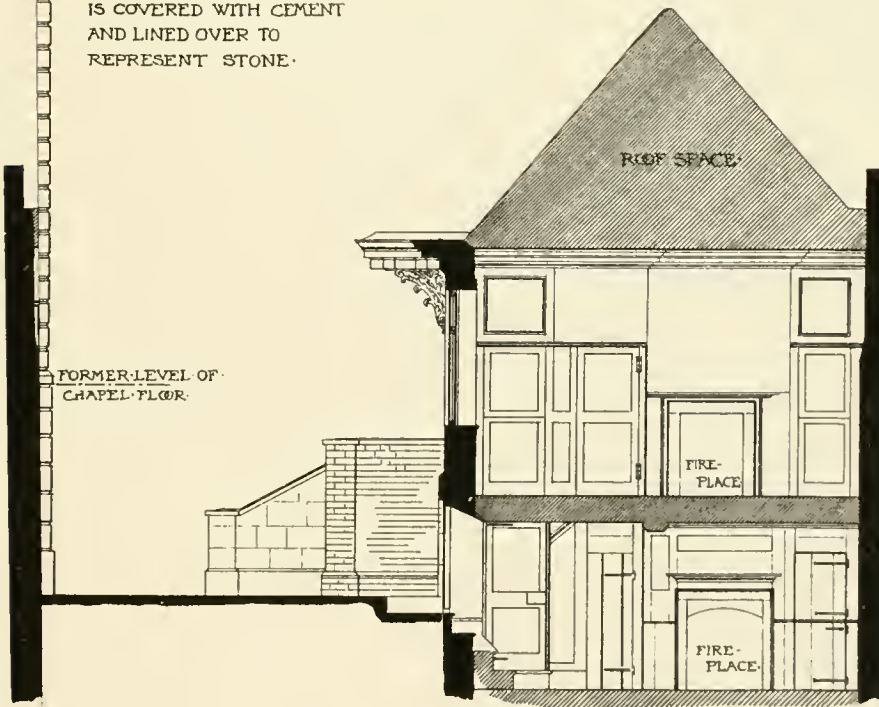 IS COVERED WITH CEMENT
AND LINED OVER TO
REPRESENT STONE.
ROOF SPACE.
FORMER.LEVEL OF.
CHAPEL.FLOOR.
FIRE-
PLACE
FIRE-
PLACE.